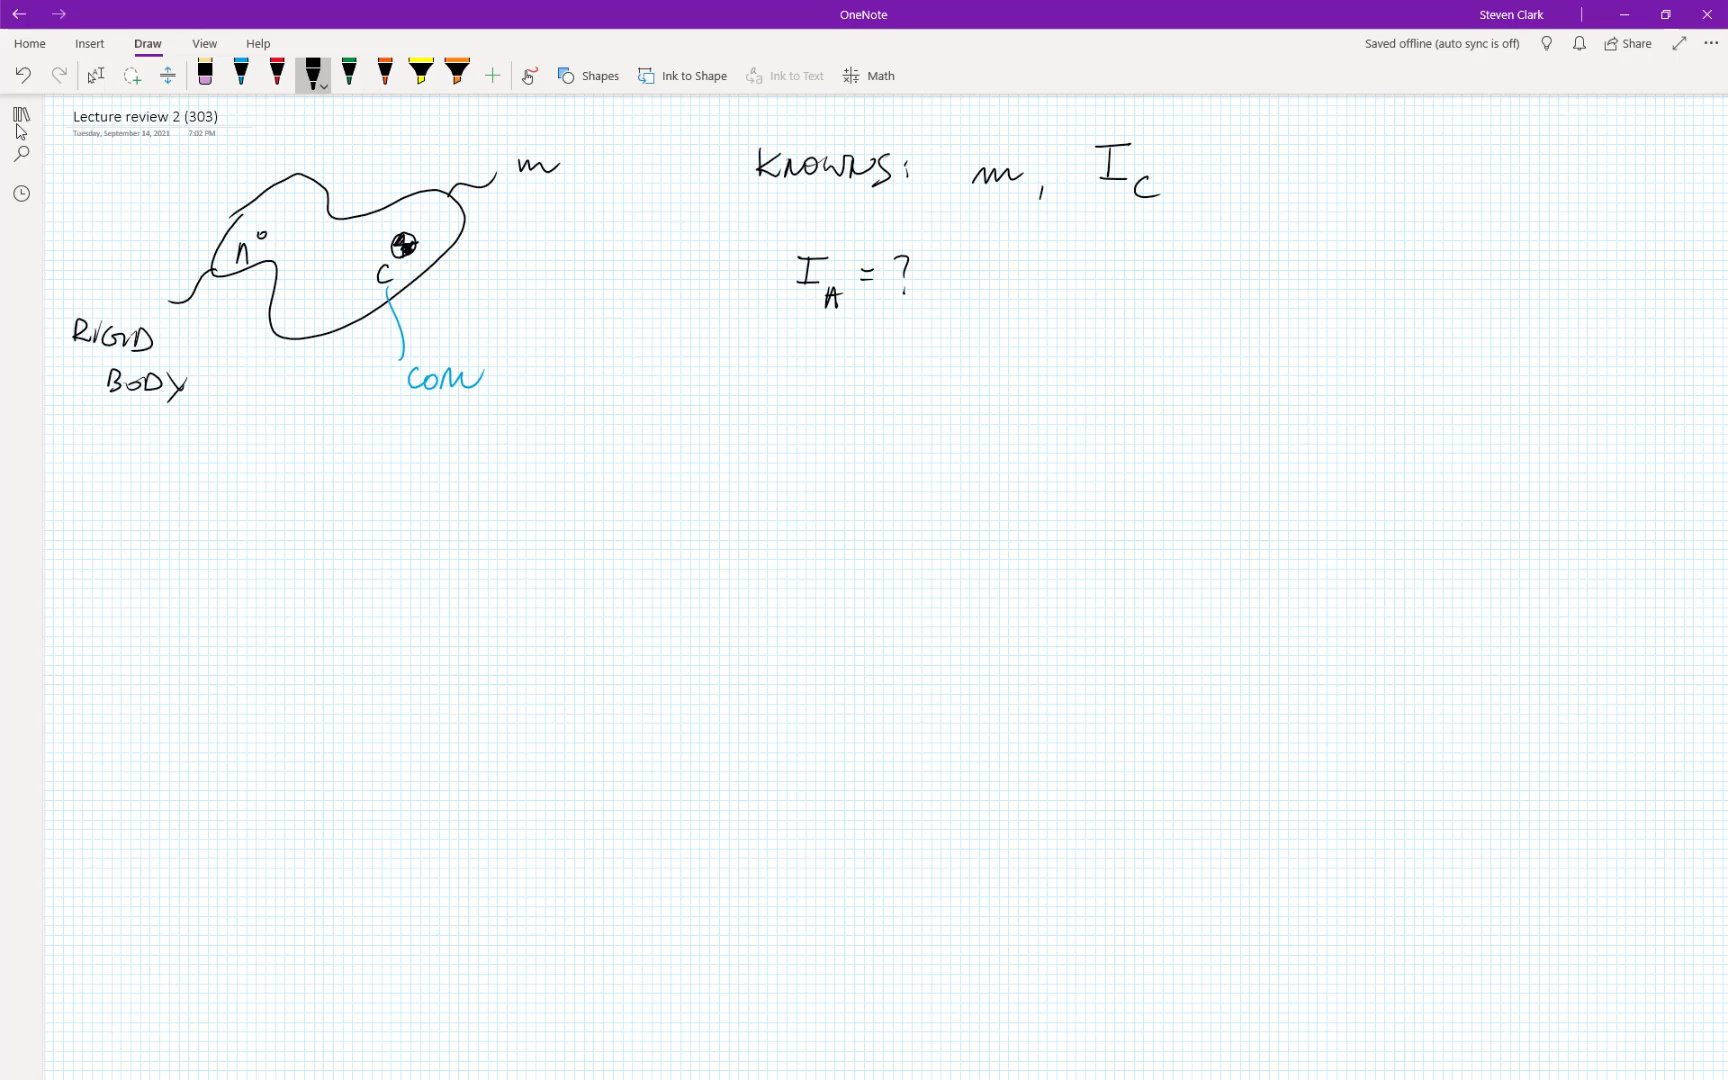 OneNote
Steven Clark
Home Insert Draw View Help
Saved offline (auto sync is off) Share
Shapes Ink to Shape Ink to Text Math
Lecture review 2 (303)
Tuesday, September 14, 2021 7:02 PM
m
KNOWNS: m, I_C
A
C
I_A = ?
RIGID
BODY
COM